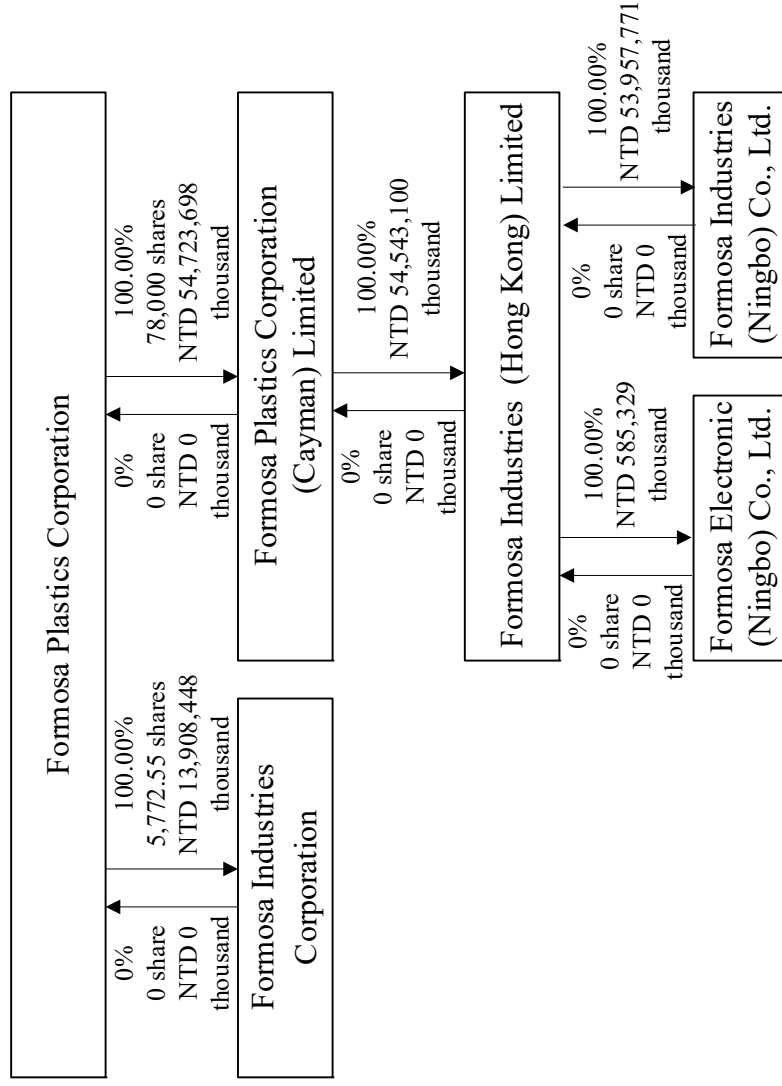 Formosa Plastics Corporation
0%
0 share
NTD 0
thousand
100.00%
5,772.55 shares
NTD 13,908,448
thousand
0%
0 share
NTD 0
thousand
100.00%
78,000 shares
NTD 54,723,698
thousand
Formosa Industries
Corporation
Formosa Plastics Corporation
(Cayman) Limited
0%
0 share
NTD 0
thousand
100.00%
NTD 54,543,100
thousand
Formosa Industries (Hong Kong) Limited
0%
0 share
NTD 0
thousand
100.00%
NTD 585,329
thousand
0%
0 share
NTD 0
thousand
100.00%
NTD 53,957,771
thousand
Formosa Electronic
(Ningbo) Co., Ltd.
Formosa Industries
(Ningbo) Co., Ltd.